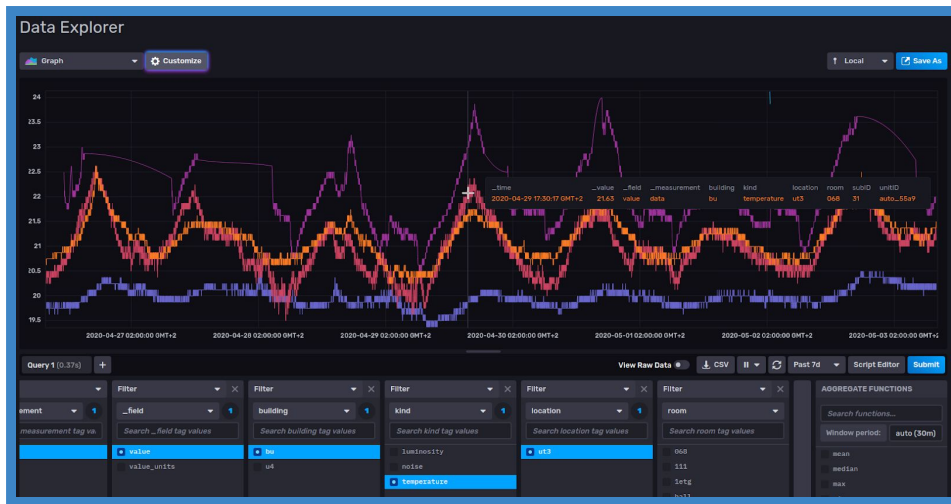 Data Explorer
Graph
Customize
Local
Save As
24
23.5
23
22.5
22
21.5
21
20.5
20
19.5
_time _value _field _measurement building kind location room subID unitID
2020-04-29 17:30:17 GMT+2 21.63 value data bu temperature ut3 068 31 auto_55a9
2020-04-27 02:00:00 GMT+2 2020-04-28 02:00:00 GMT+2 2020-04-29 02:00:00 GMT+2 2020-04-30 02:00:00 GMT+2 2020-05-01 02:00:00 GMT+2 2020-05-02 02:00:00 GMT+2 2020-05-03 02:00:00 GMT+2
Query 1 (0.37s) +
View Raw Data CSV Past 7d Script Editor Submit
Filter Filter Filter Filter Filter AGGREGATE FUNCTIONS
ement 1 _field 1 building 1 kind 1 location 1 room Search functions...
measurement tag va. Search _field tag values Search building tag values Search kind tag values Search location tag values Search room tag values Window period: auto (30m)
value bu luminosity ut3 068 mean
value_units u4 noise 111 median
temperature 1etg max